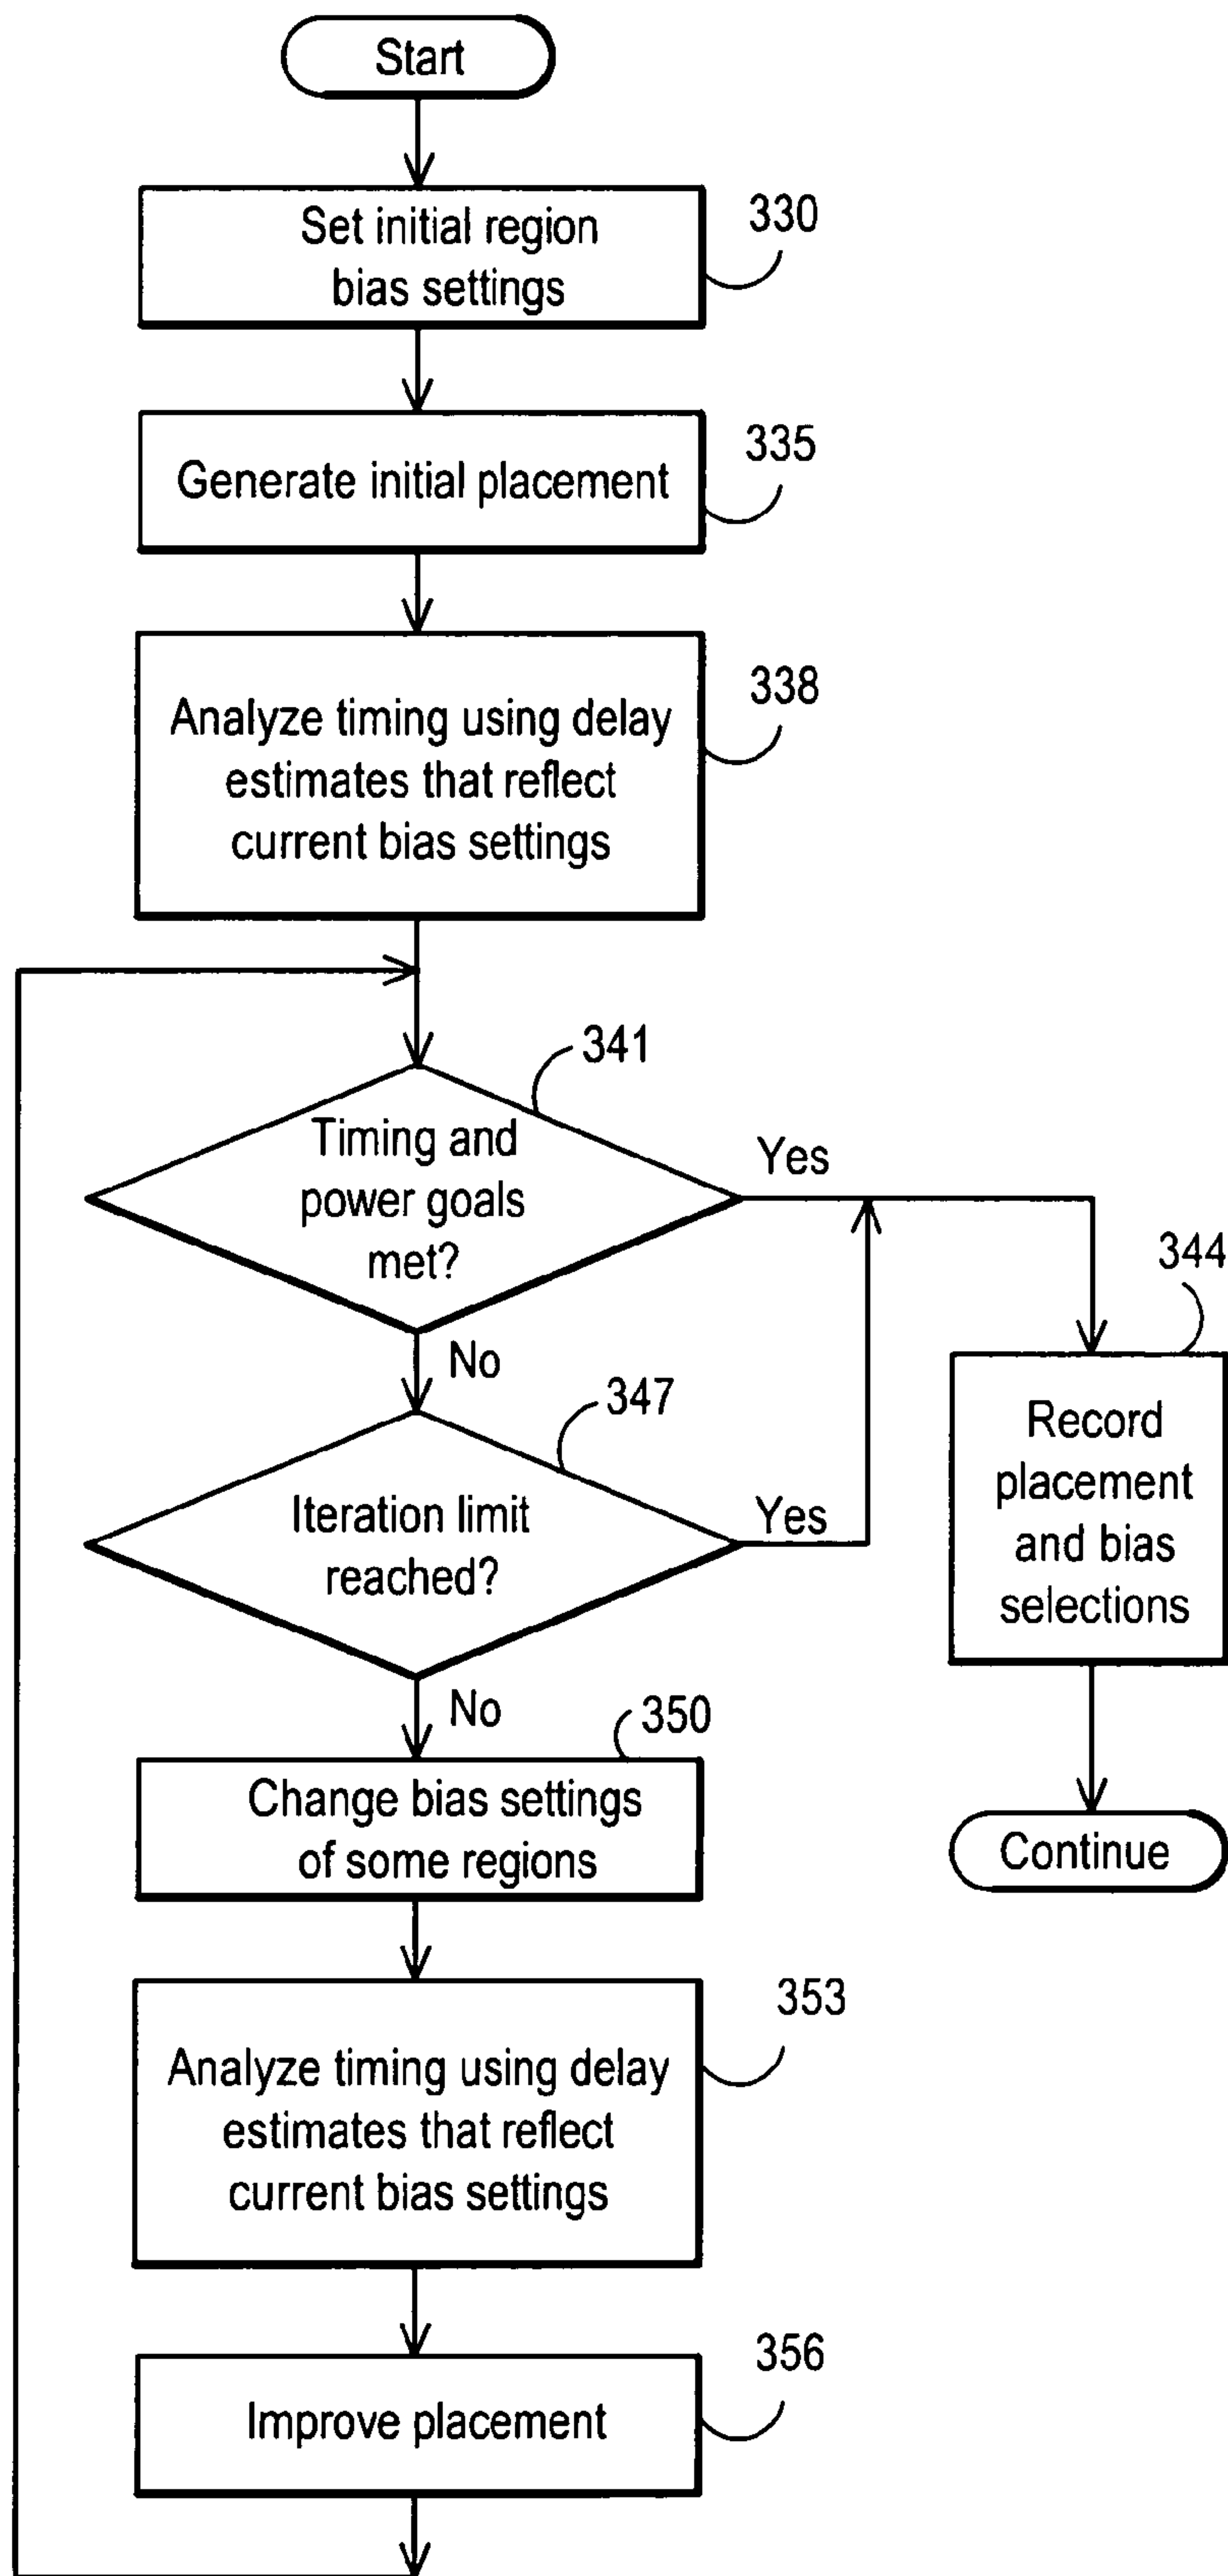 Start
Set initial region
bias settings
330
Generate initial placement
335
Analyze timing using delay
estimates that reflect
current bias settings
338
341
Timing and
power goals
met?
Yes
No
344
Record
placement
and bias
selections
Continue
347
Iteration limit
reached?
Yes
No
350
Change bias settings
of some regions
353
Analyze timing using delay
estimates that reflect
current bias settings
356
Improve placement